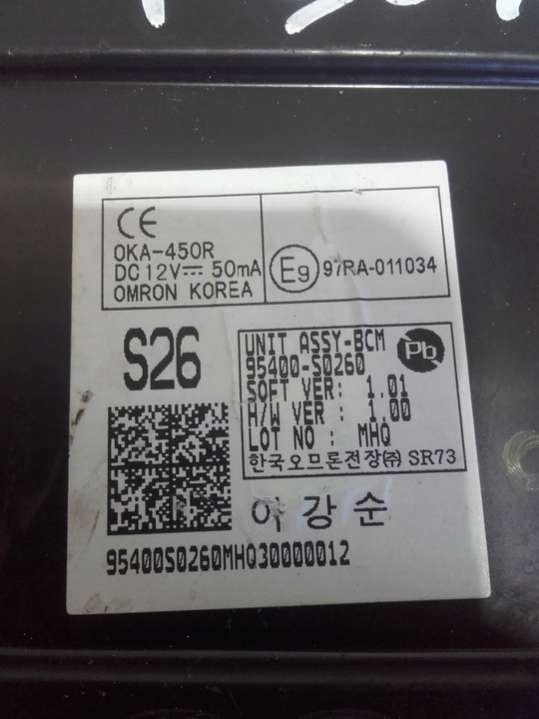 CE
OKA-450R
DC 12V⎓ 50mA
OMRON KOREA
E9 97RA-011034
S26
UNIT ASSY-BCM
95400-S0260
SOFT VER: 1.01
H/W VER : 1.00
LOT NO : MHQ
한국오므론전장㈜ SR73
Pb
이강순
95400S0260MHQ30000012